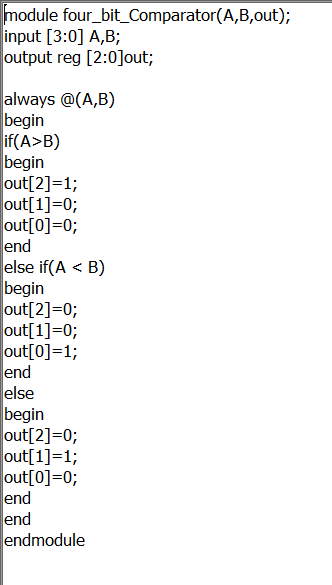 module four_bit_Comparator(A,B,out);
input [3:0] A,B;
output reg [2:0]out;

always @(A,B)
begin
if(A>B)
begin
out[2]=1;
out[1]=0;
out[0]=0;
end
else if(A < B)
begin
out[2]=0;
out[1]=0;
out[0]=1;
end
else
begin
out[2]=0;
out[1]=1;
out[0]=0;
end
end
endmodule